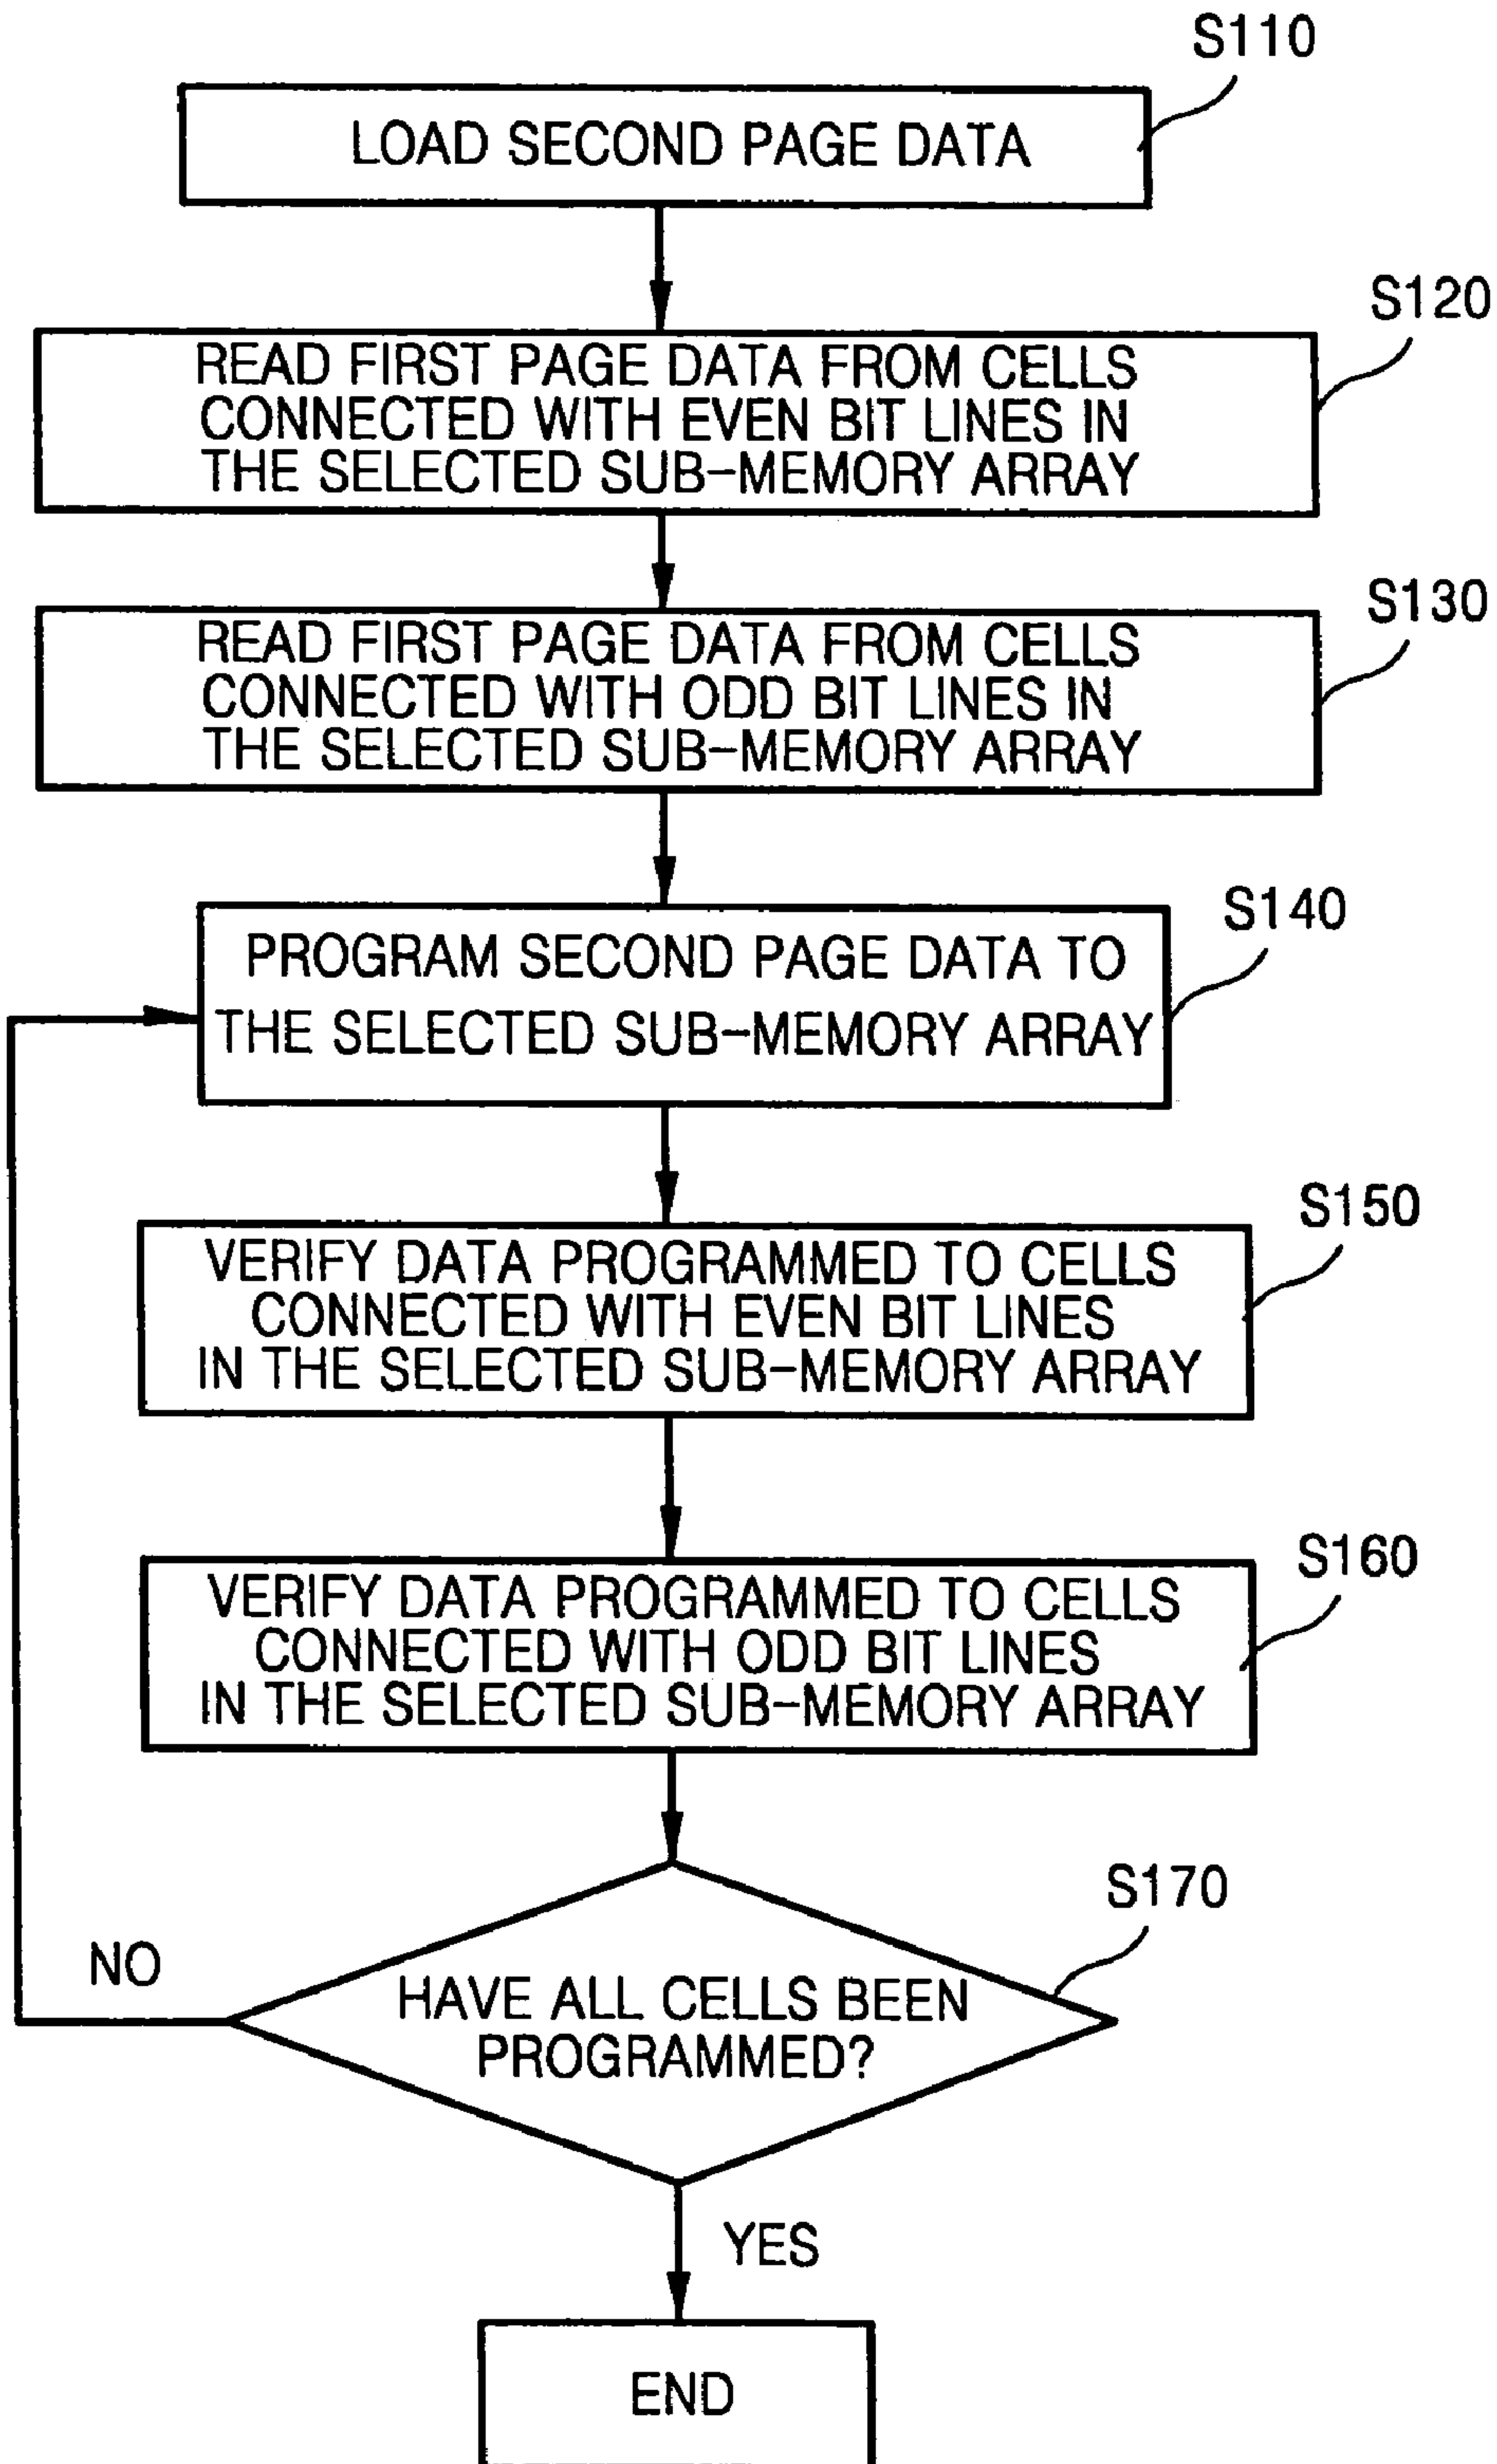 S110
LOAD SECOND PAGE DATA
S120
READ FIRST PAGE DATA FROM CELLS
CONNECTED WITH EVEN BIT LINES IN
THE SELECTED SUB-MEMORY ARRAY
S130
READ FIRST PAGE DATA FROM CELLS
CONNECTED WITH ODD BIT LINES IN
THE SELECTED SUB-MEMORY ARRAY
S140
PROGRAM SECOND PAGE DATA TO
THE SELECTED SUB-MEMORY ARRAY
S150
VERIFY DATA PROGRAMMED TO CELLS
CONNECTED WITH EVEN BIT LINES
IN THE SELECTED SUB-MEMORY ARRAY
S160
VERIFY DATA PROGRAMMED TO CELLS
CONNECTED WITH ODD BIT LINES
IN THE SELECTED SUB-MEMORY ARRAY
S170
NO
HAVE ALL CELLS BEEN
PROGRAMMED?
YES
END